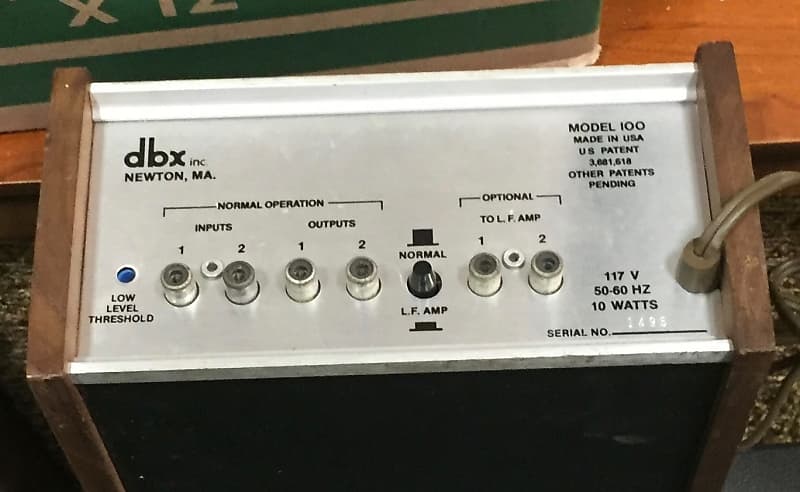 X 12
dbx inc.
NEWTON, MA.
MODEL 100
MADE IN USA
U S PATENT
3,681,618
OTHER PATENTS
PENDING
NORMAL OPERATION
INPUTS OUTPUTS
1 2 1 2
OPTIONAL
TO L.F. AMP
1 2
NORMAL
L.F. AMP
LOW
LEVEL
THRESHOLD
117 V
50-60 HZ
10 WATTS
SERIAL NO. 1495